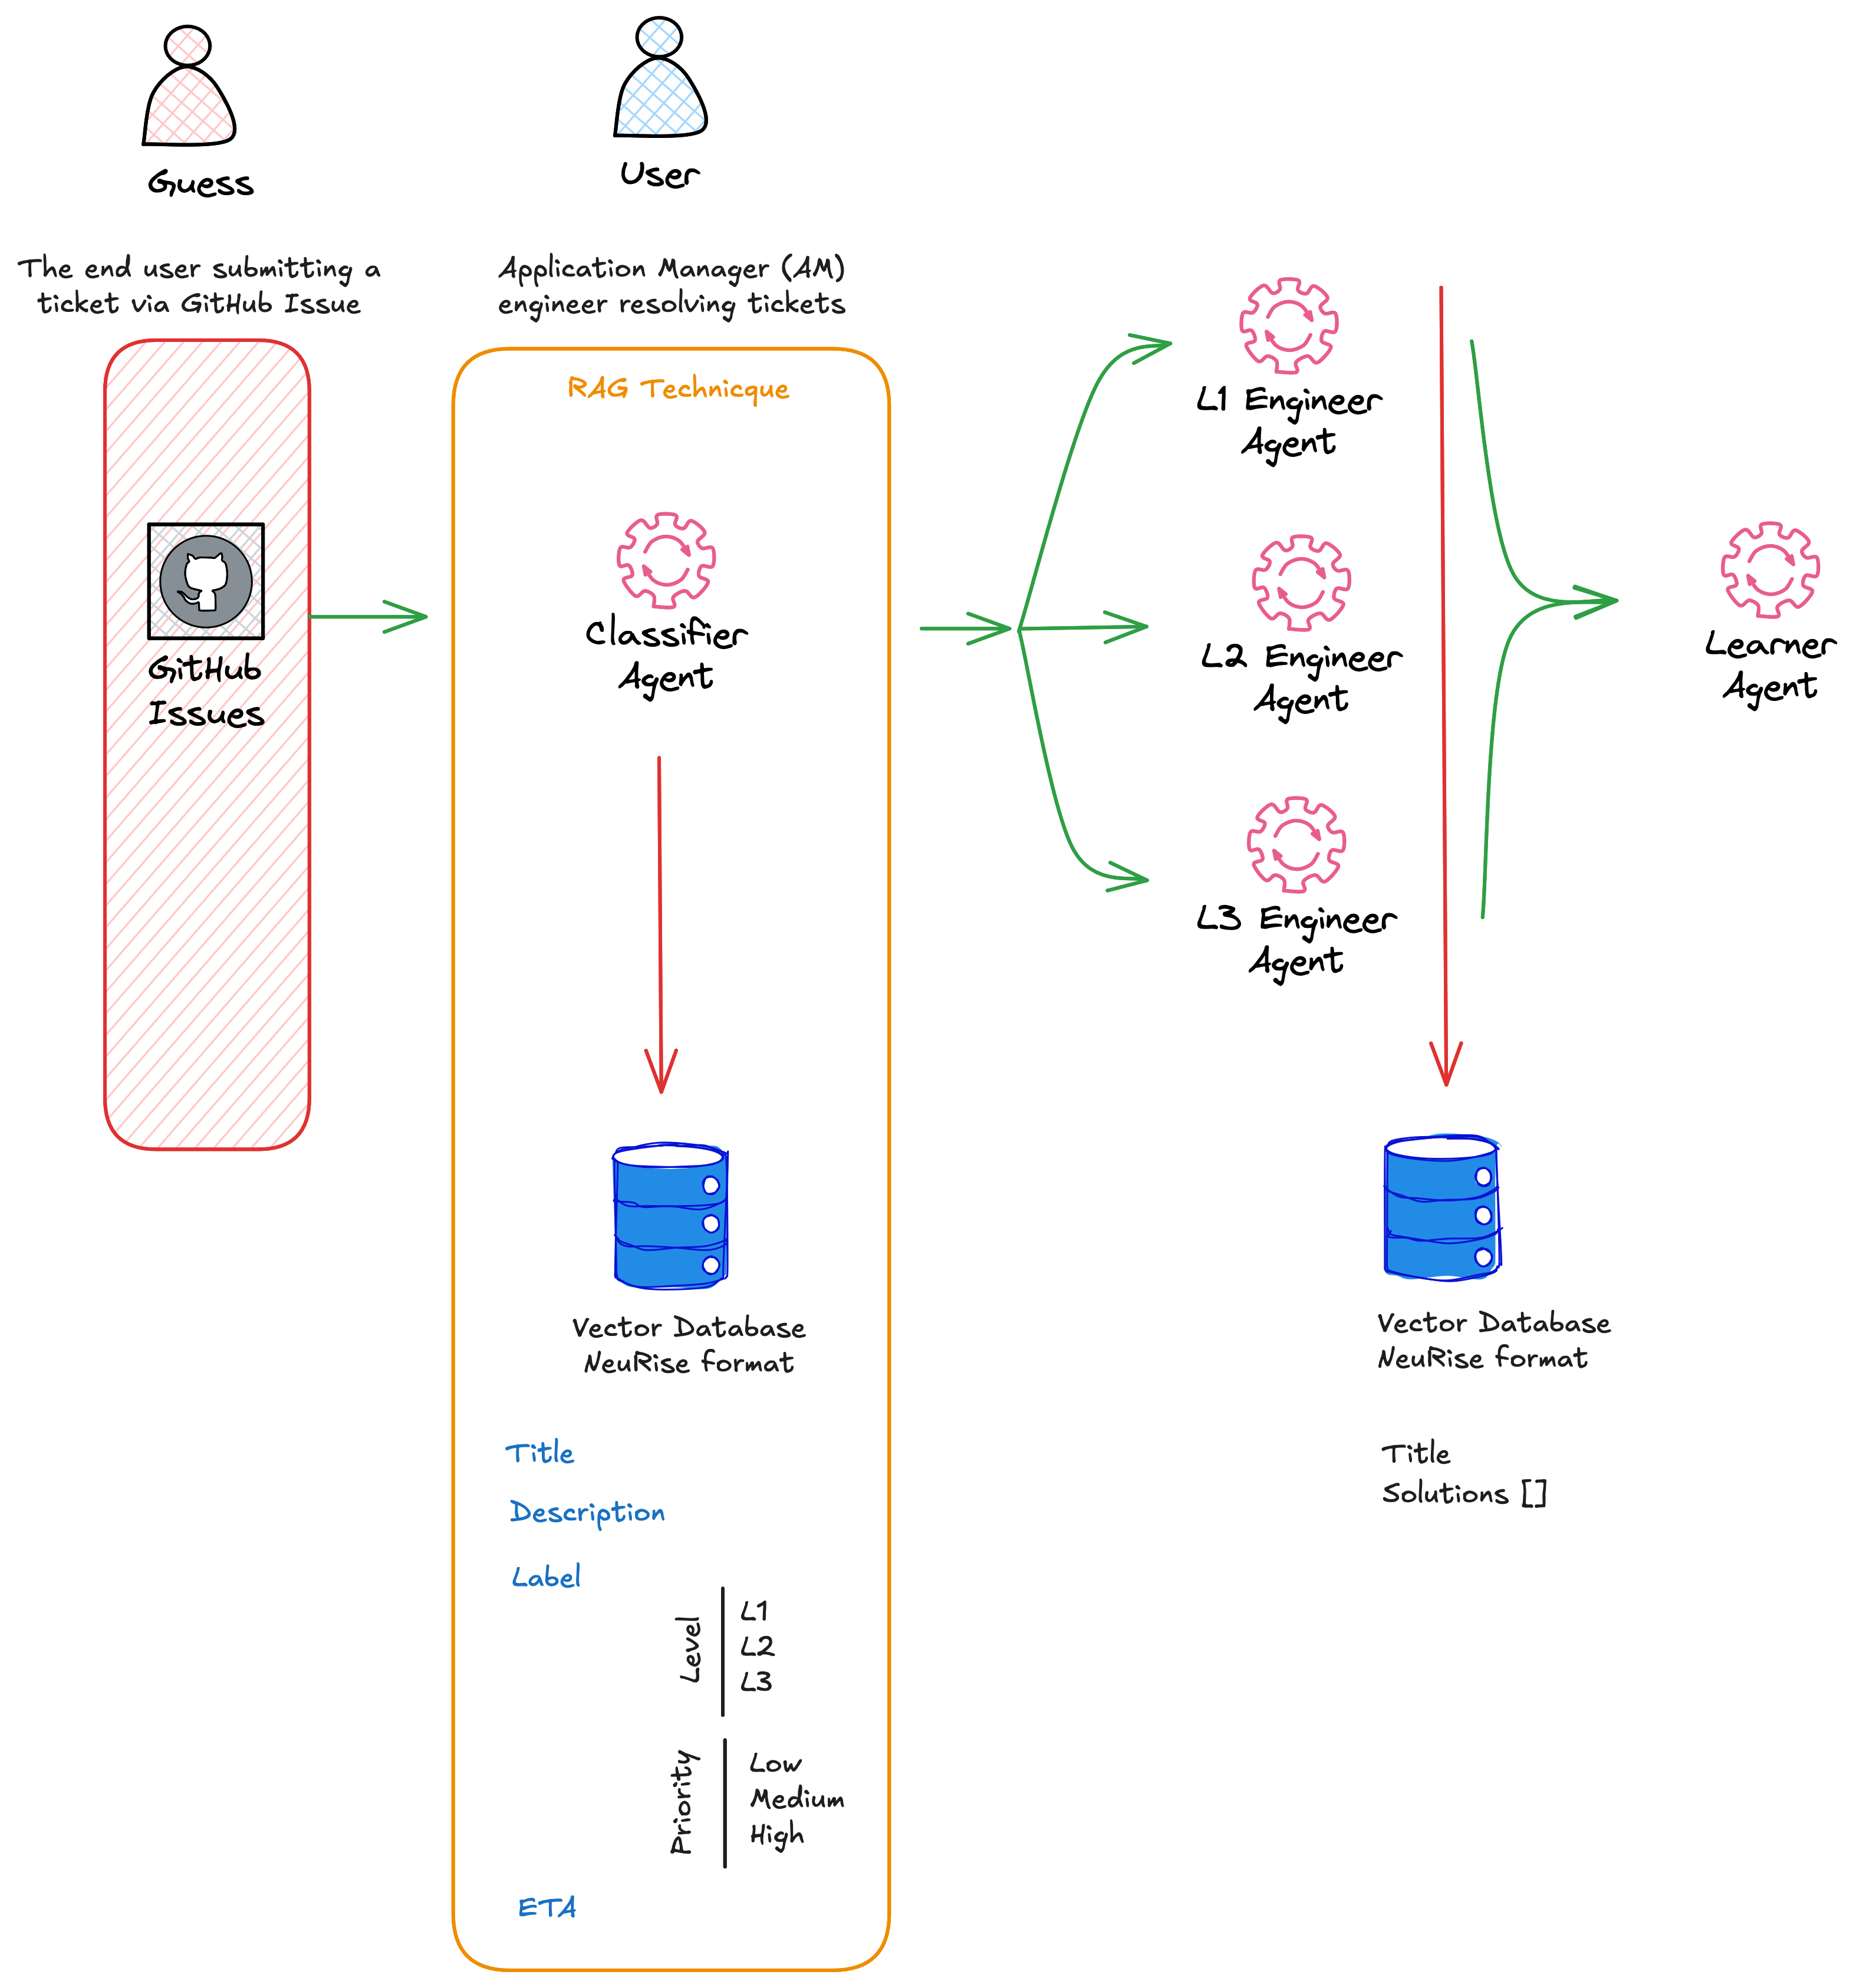 Guess
User
The end user submitting a
ticket via GitHub Issue
Application Manager (AM)
engineer resolving tickets
RAG Technicque
GitHub
Issues
Classifier
Agent
L1 Engineer
Agent
L2 Engineer
Agent
L3 Engineer
Agent
Learner
Agent
Vector Database
NeuRise format
Title
Description
Label
Level
L1
L2
L3
Priority
Low
Medium
High
ETA
Vector Database
NeuRise format
Title
Solutions []